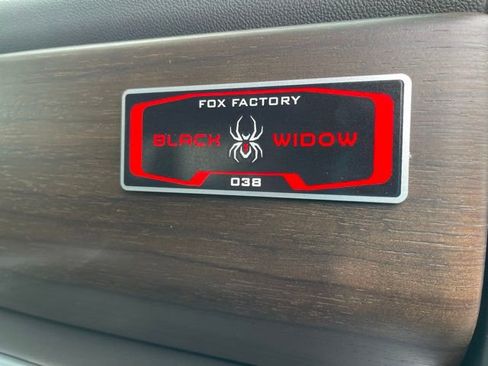 FOX FACTORY
BLACK WIDOW
038